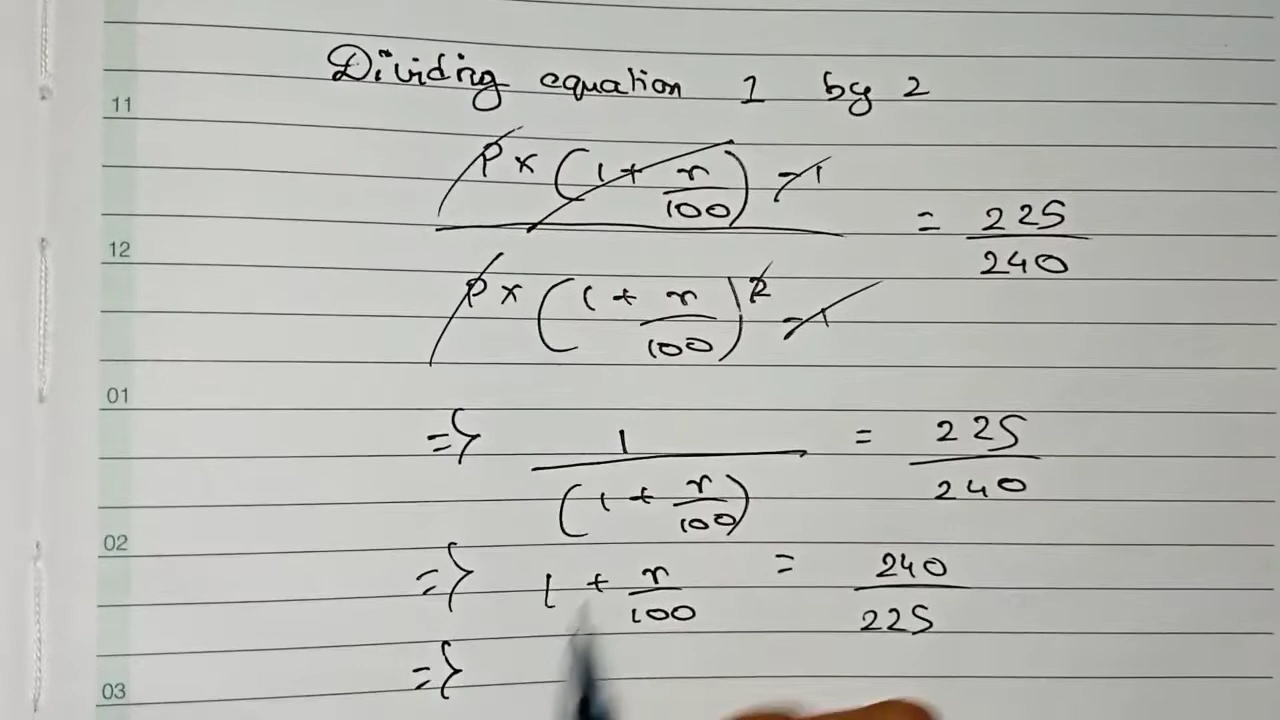 Dividing equation 1 by 2
11
P × (1 + r/100) - 1
= 225/240
12
P × (1 + r/100)^2 - 1
01
=> 1/(1 + r/100) = 225/240
02
=> 1 + r/100 = 240/225
=>
03